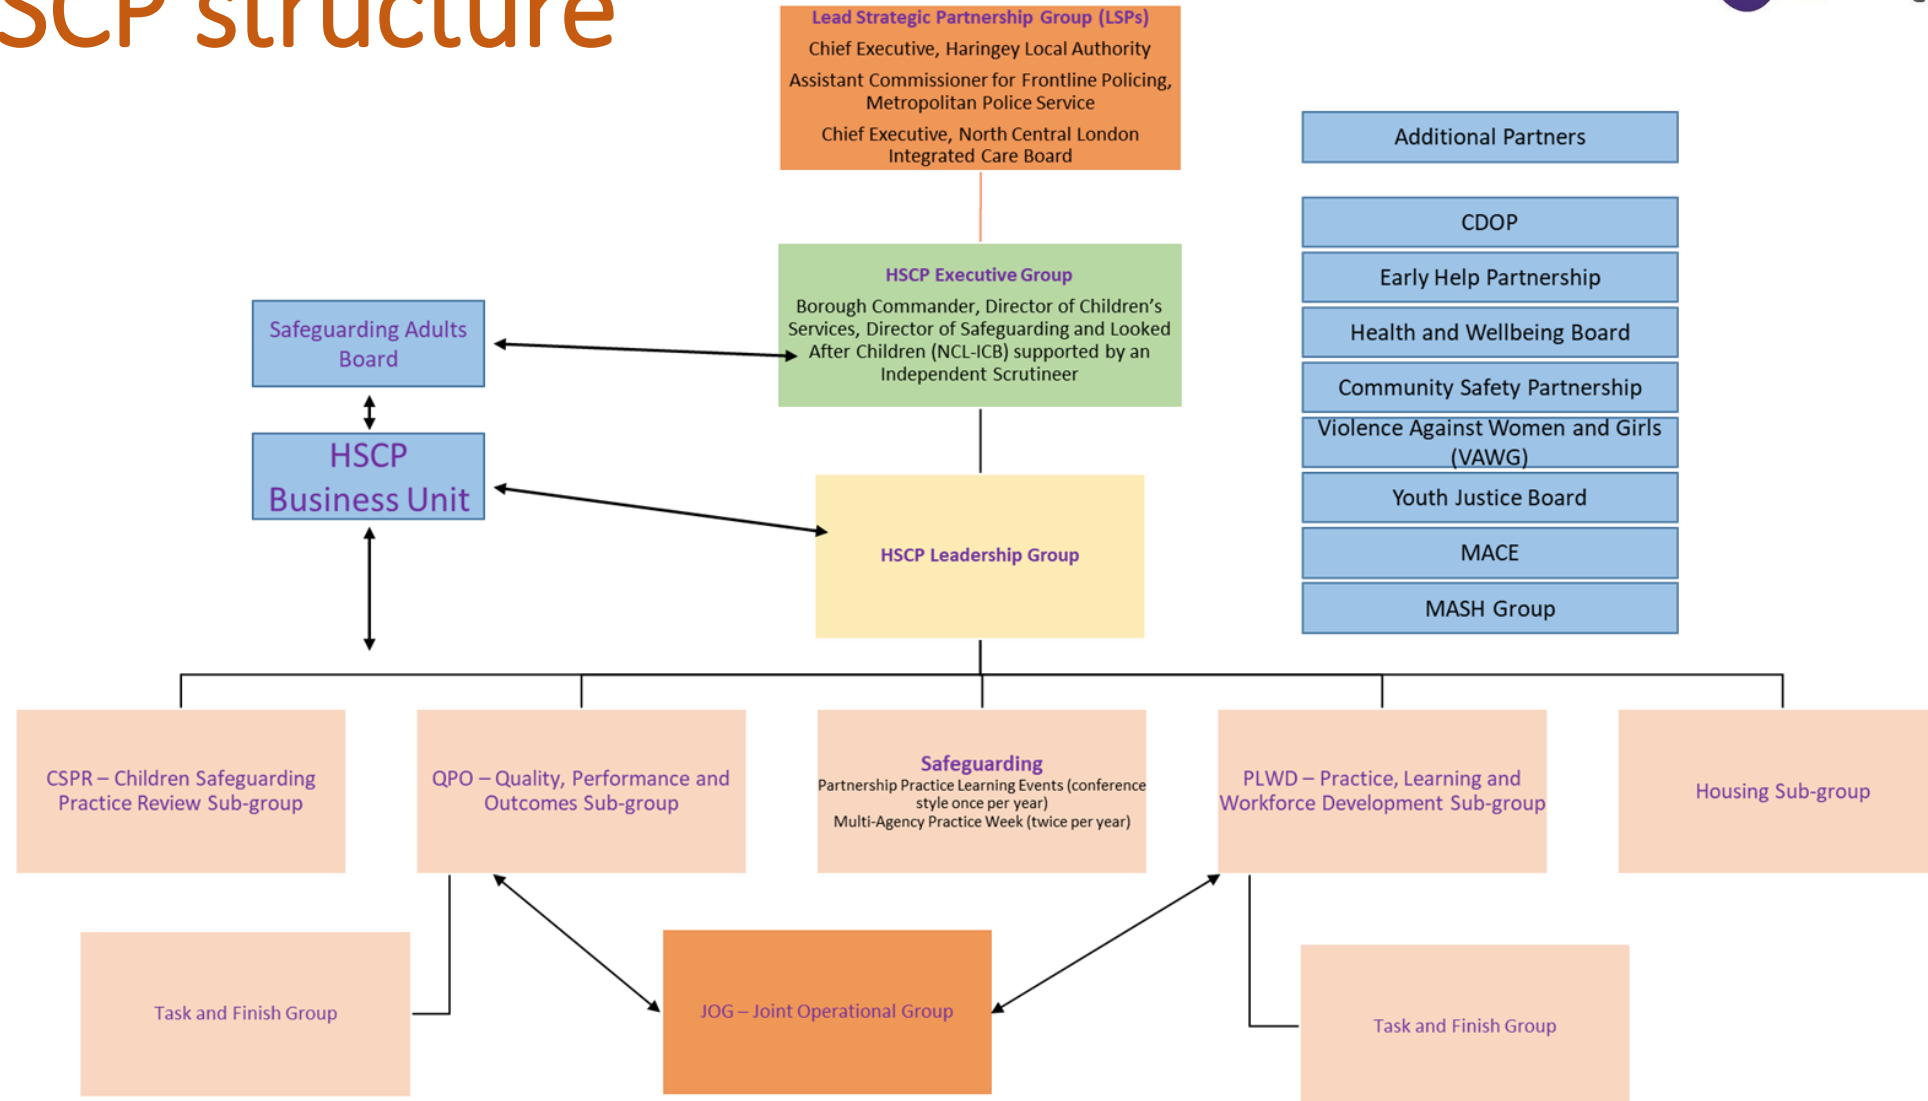 SCP structure
Lead Strategic Partnership Group (LSPs)
Chief Executive, Haringey Local Authority
Assistant Commissioner for Frontline Policing,
Metropolitan Police Service
Chief Executive, North Central London
Integrated Care Board
Additional Partners
CDOP
Early Help Partnership
Health and Wellbeing Board
Community Safety Partnership
Violence Against Women and Girls
(VAWG)
Youth Justice Board
MACE
MASH Group
HSCP Executive Group
Borough Commander, Director of Children’s
Services, Director of Safeguarding and Looked
After Children (NCL-ICB) supported by an
Independent Scrutineer
Safeguarding Adults
Board
HSCP
Business Unit
HSCP Leadership Group
CSPR – Children Safeguarding
Practice Review Sub-group
QPO – Quality, Performance and
Outcomes Sub-group
Safeguarding
Partnership Practice Learning Events (conference
style once per year)
Multi-Agency Practice Week (twice per year)
PLWD – Practice, Learning and
Workforce Development Sub-group
Housing Sub-group
Task and Finish Group
JOG – Joint Operational Group
Task and Finish Group